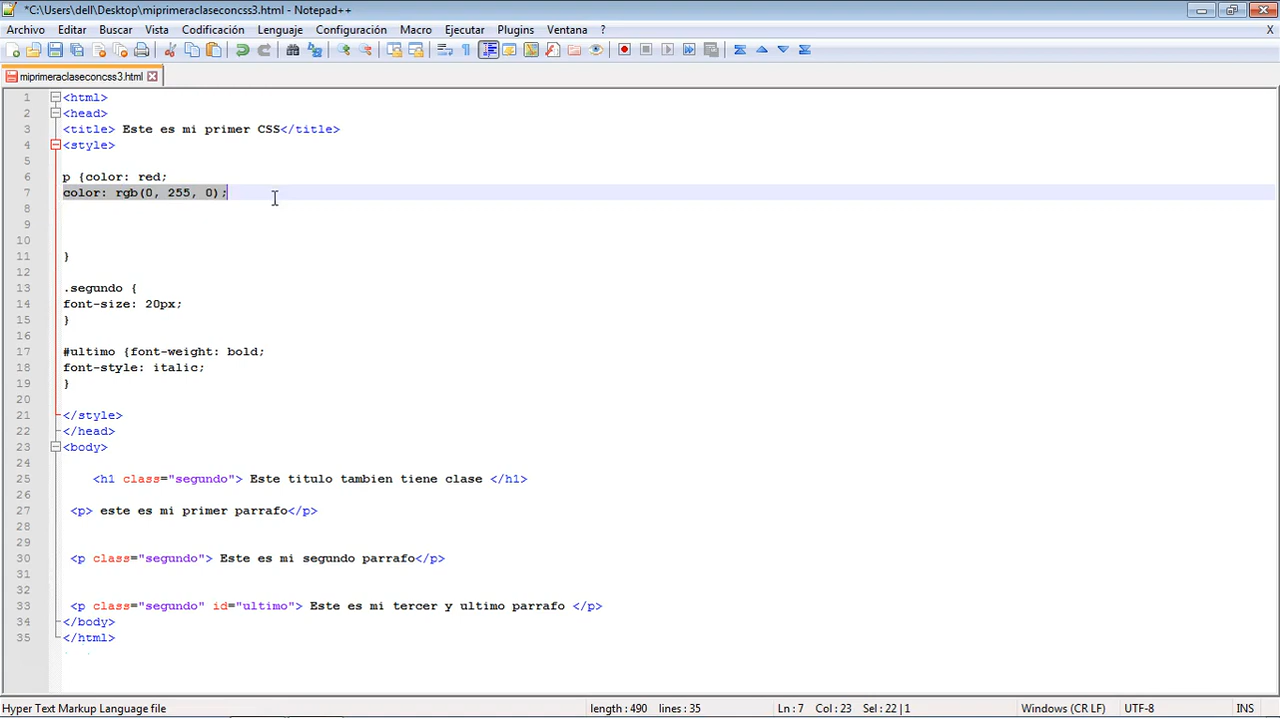 *C:\Users\dell\Desktop\miprimeraclaseconcss3.html - Notepad++
Archivo Editar Buscar Vista Codificación Lenguaje Configuración Macro Ejecutar Plugins Ventana ? X
miprimeraclaseconcss3.html
1 <html>
2 <head>
3 <title> Este es mi primer CSS</title>
4 <style>
5
6 p {color: red;
7 color: rgb(0, 255, 0);
8
9
10
11 }
12
13 .segundo {
14 font-size: 20px;
15 }
16
17 #ultimo {font-weight: bold;
18 font-style: italic;
19 }
20
21 </style>
22 </head>
23 <body>
24
25 <h1 class="segundo"> Este titulo tambien tiene clase </h1>
26
27 <p> este es mi primer parrafo</p>
28
29
30 <p class="segundo"> Este es mi segundo parrafo</p>
31
32
33 <p class="segundo" id="ultimo"> Este es mi tercer y ultimo parrafo </p>
34 </body>
35 </html>
Hyper Text Markup Language file length : 490 lines : 35 Ln : 7 Col : 23 Sel : 22 | 1 Windows (CR LF) UTF-8 INS